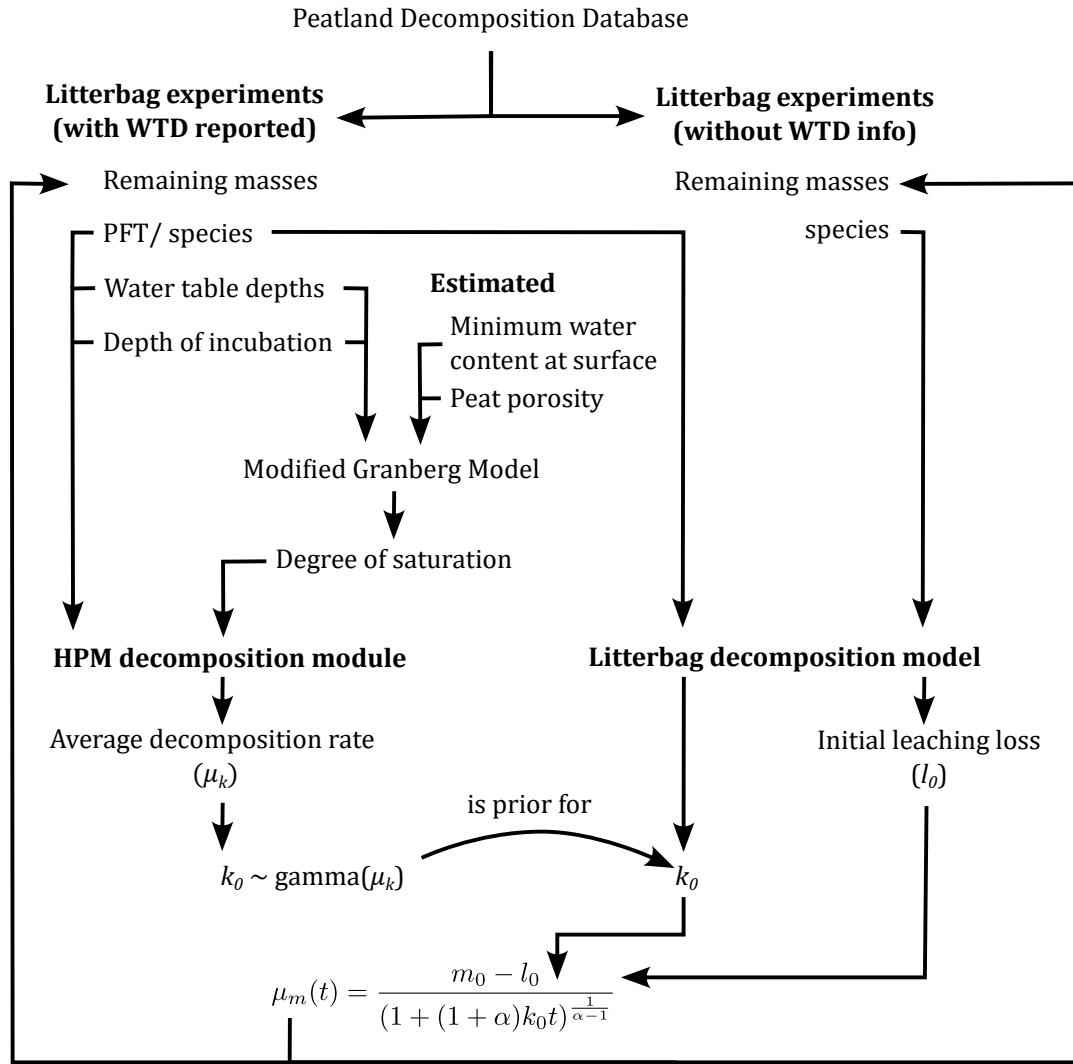 Peatland Decomposition Database
Litterbag experiments
(with WTD reported)
Litterbag experiments
(without WTD info)
Remaining masses
Remaining masses
PFT/ species
species
Water table depths
Estimated
Depth of incubation
Minimum water
content at surface
Peat porosity
Modified Granberg Model
Degree of saturation
HPM decomposition module
Litterbag decomposition model
Average decomposition rate
(μ_k)
Initial leaching loss
(l_0)
is prior for
k_0 ~ gamma(μ_k)
k_0
μ_m(t) = \frac{m_0 − l_0}{(1 + (1 + α)k_0t)^{\frac{1}{α−1}}}